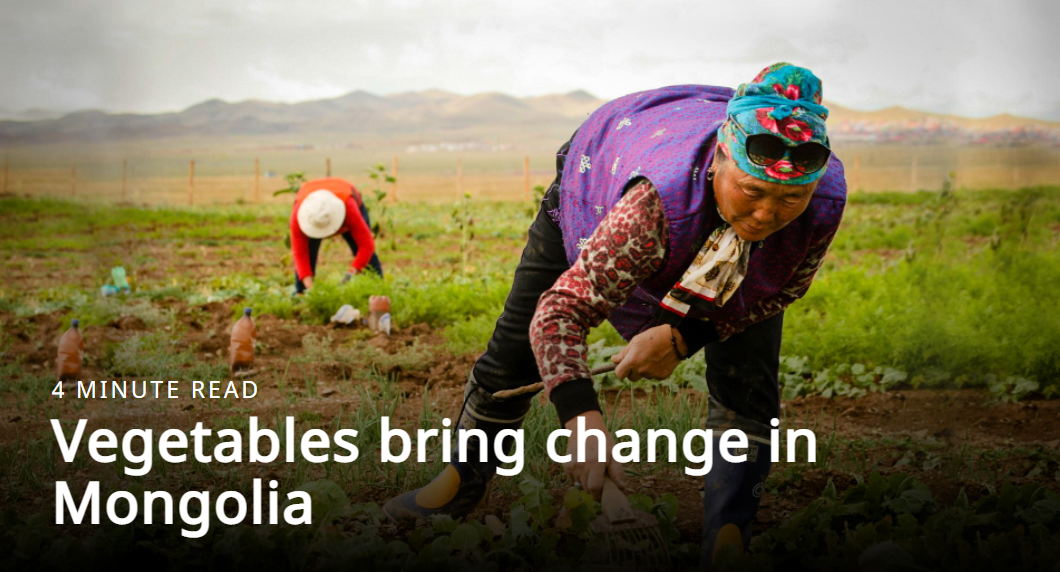 4 MINUTE READ
Vegetables bring change in
Mongolia